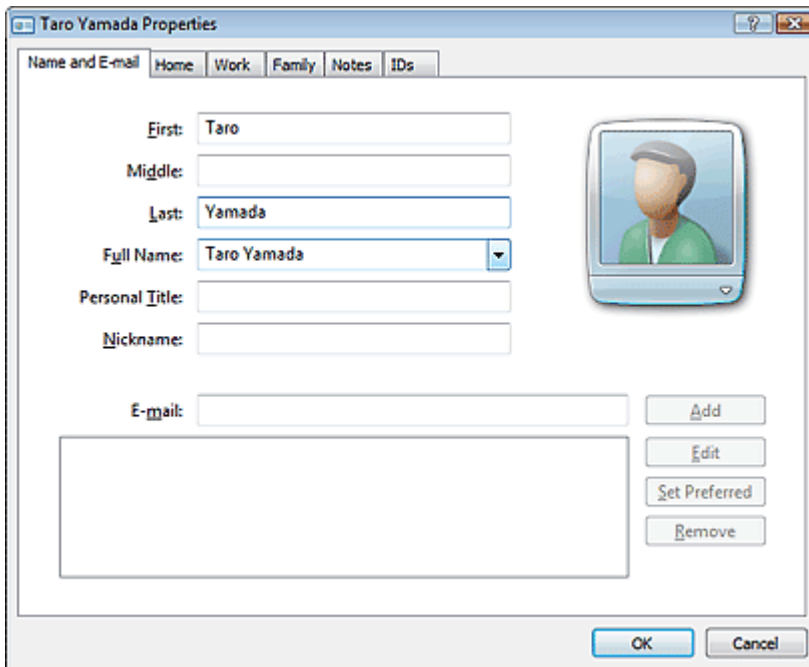 Taro Yamada Properties
?
Name and E-mail Home Work Family Notes IDs
First: Taro
Middle:
Last: Yamada
Full Name: Taro Yamada
Personal Title:
Nickname:
E-mail: Add
Edit
Set Preferred
Remove
OK Cancel